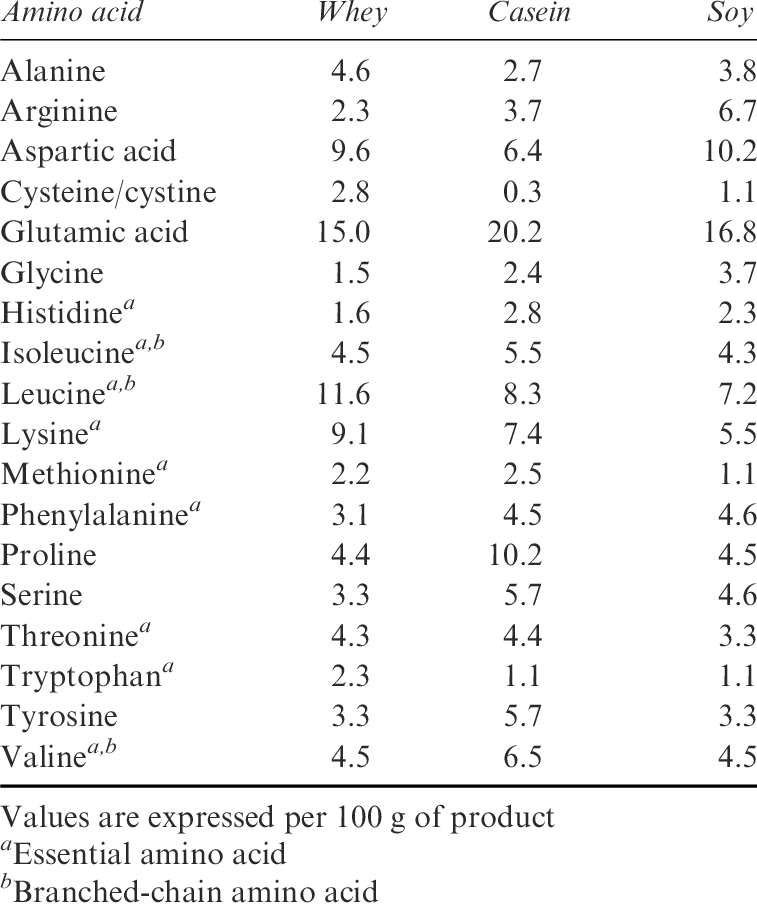 Amino acid Whey Casein Soy
Alanine 4.6 2.7 3.8
Arginine 2.3 3.7 6.7
Aspartic acid 9.6 6.4 10.2
Cysteine/cystine 2.8 0.3 1.1
Glutamic acid 15.0 20.2 16.8
Glycine 1.5 2.4 3.7
Histidine^a 1.6 2.8 2.3
Isoleucine^a,b 4.5 5.5 4.3
Leucine^a,b 11.6 8.3 7.2
Lysine^a 9.1 7.4 5.5
Methionine^a 2.2 2.5 1.1
Phenylalanine^a 3.1 4.5 4.6
Proline 4.4 10.2 4.5
Serine 3.3 5.7 4.6
Threonine^a 4.3 4.4 3.3
Tryptophan^a 2.3 1.1 1.1
Tyrosine 3.3 5.7 3.3
Valine^a,b 4.5 6.5 4.5
Values are expressed per 100 g of product
^aEssential amino acid
^bBranched-chain amino acid